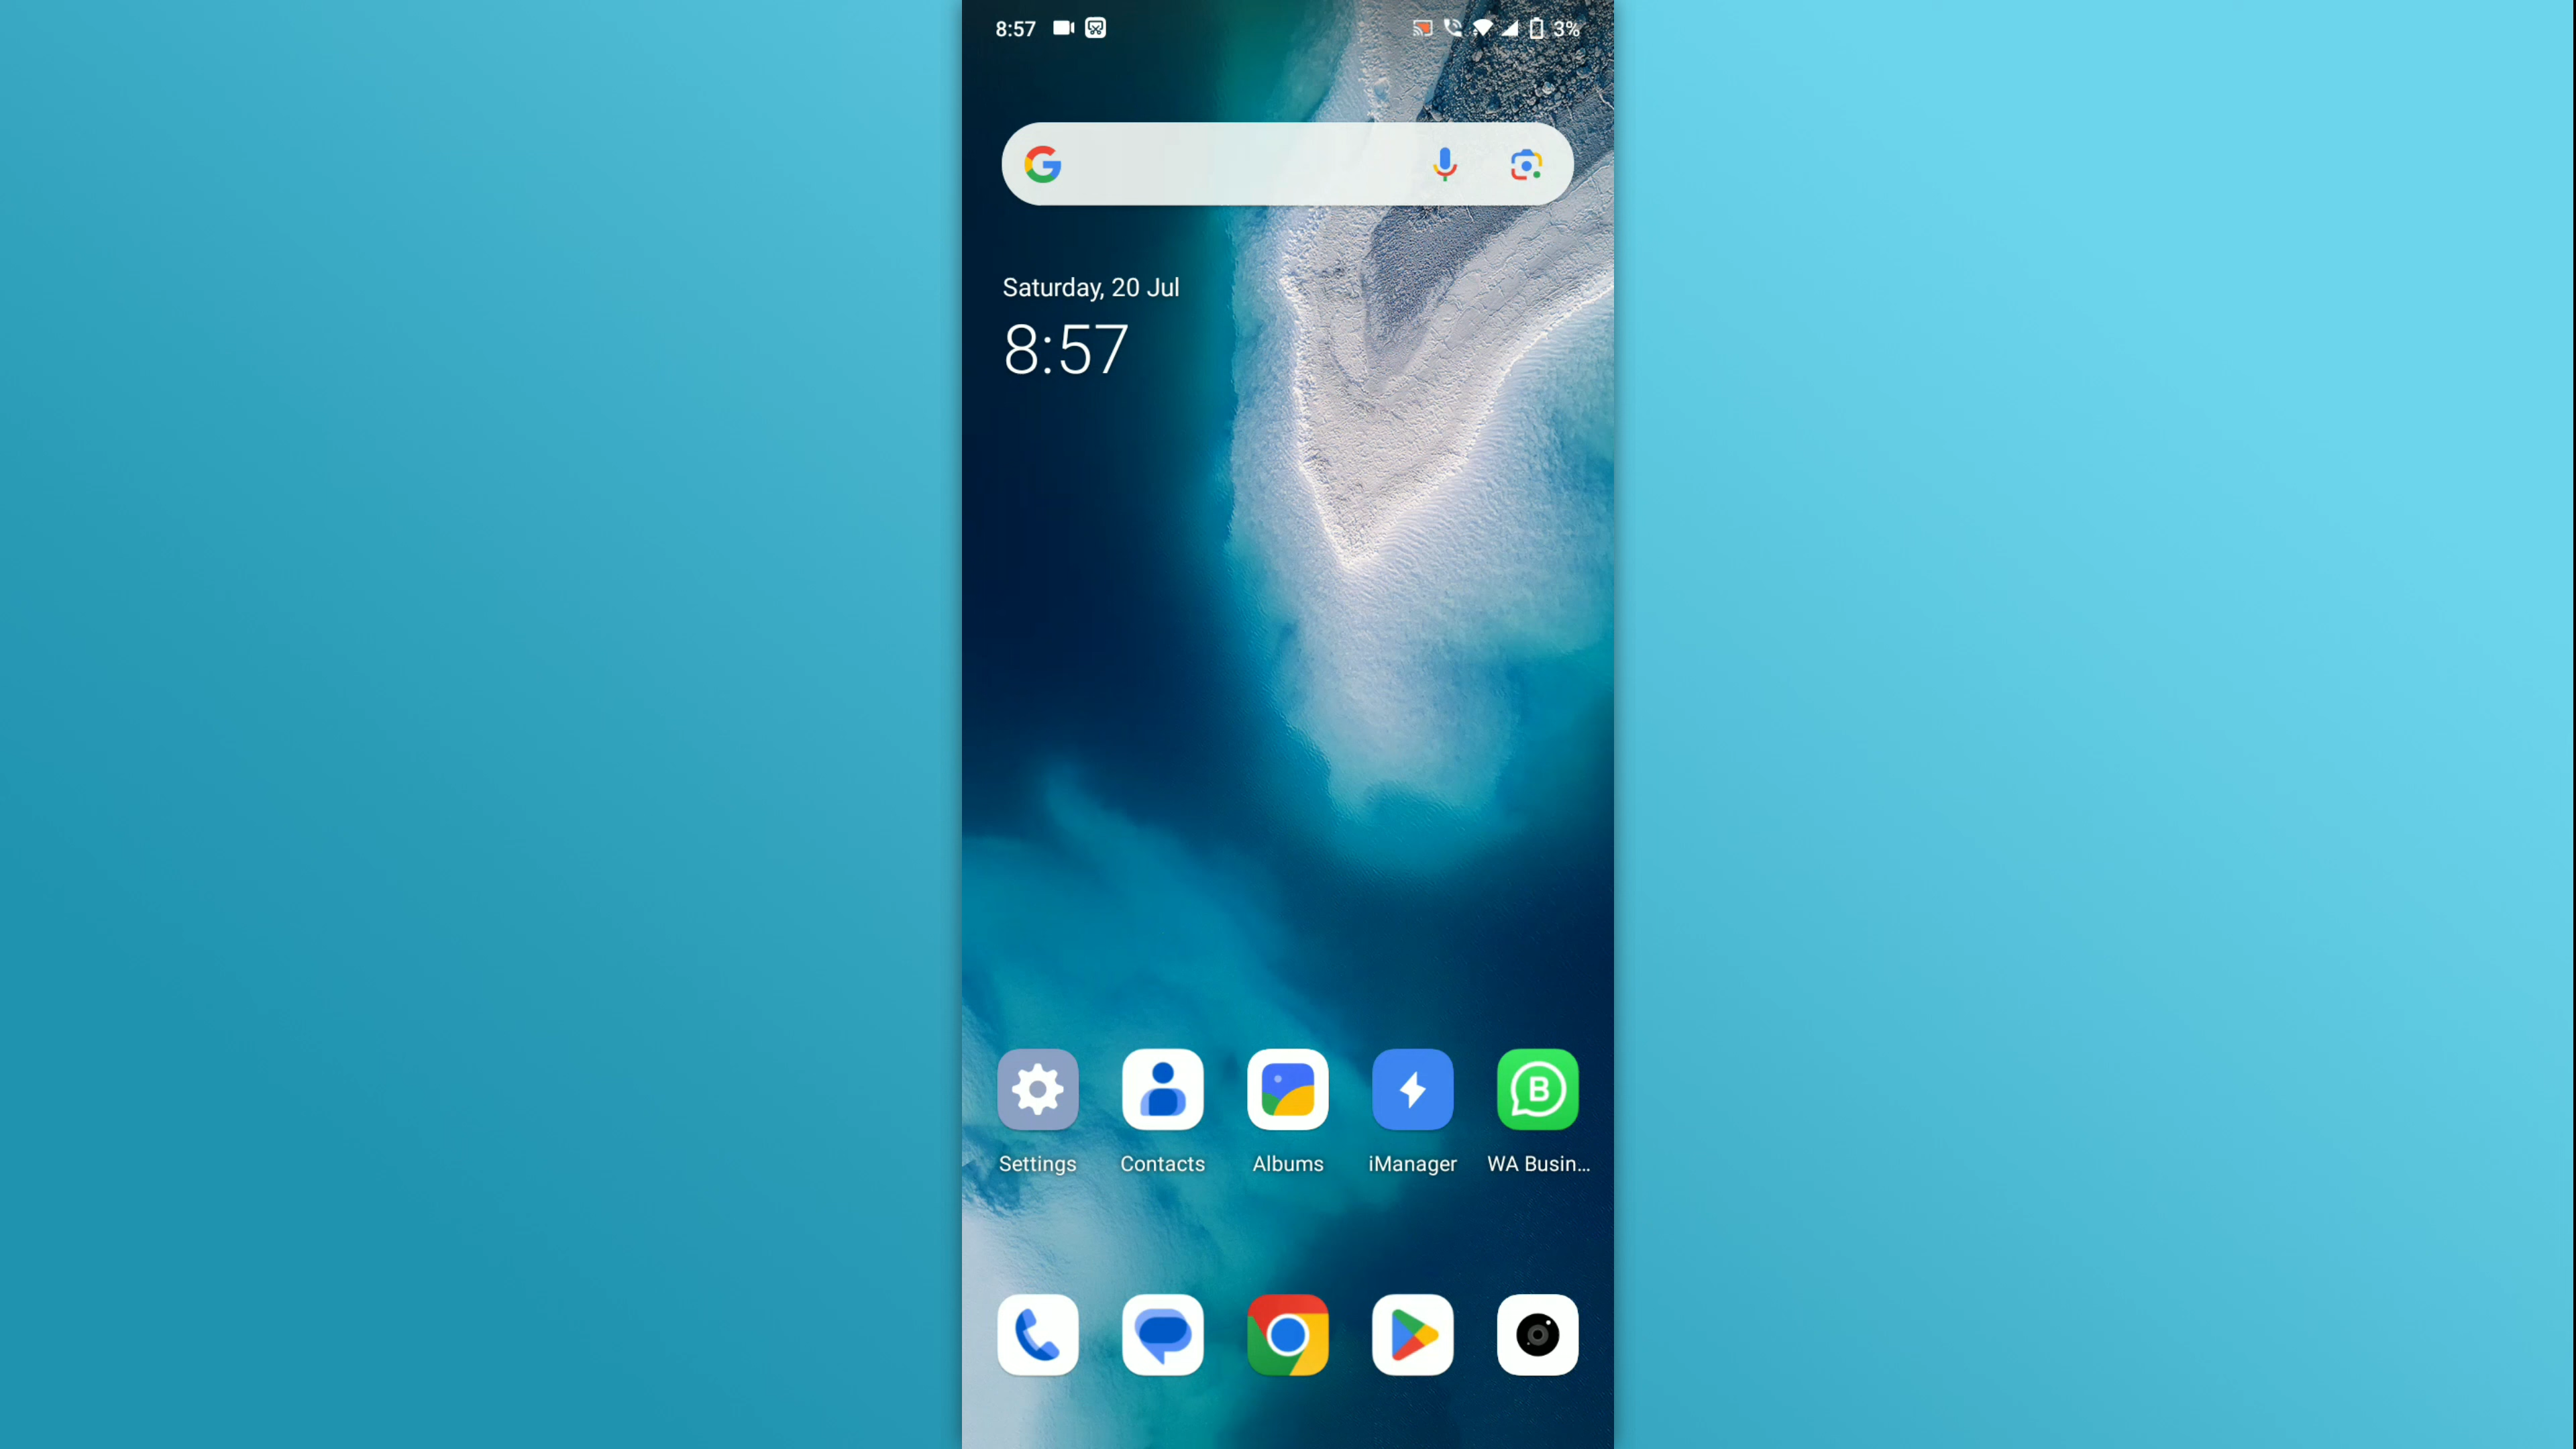 8:57 3%
Saturday, 20 Jul
8:57
Settings Contacts Albums iManager WA Busin...
B